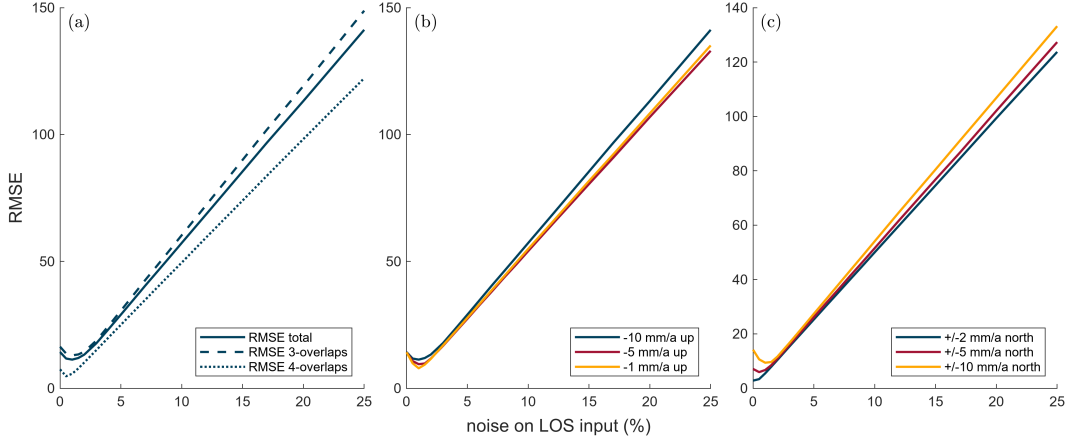 (a)
(b)
(c)
RMSE
150
100
50
0
0 5 10 15 20 25
RMSE total
RMSE 3-overlaps
RMSE 4-overlaps
150
100
50
0
0 5 10 15 20 25
-10 mm/a up
-5 mm/a up
-1 mm/a up
140
120
100
80
60
40
20
0
0 5 10 15 20 25
+/-2 mm/a north
+/-5 mm/a north
+/-10 mm/a north
noise on LOS input (%)